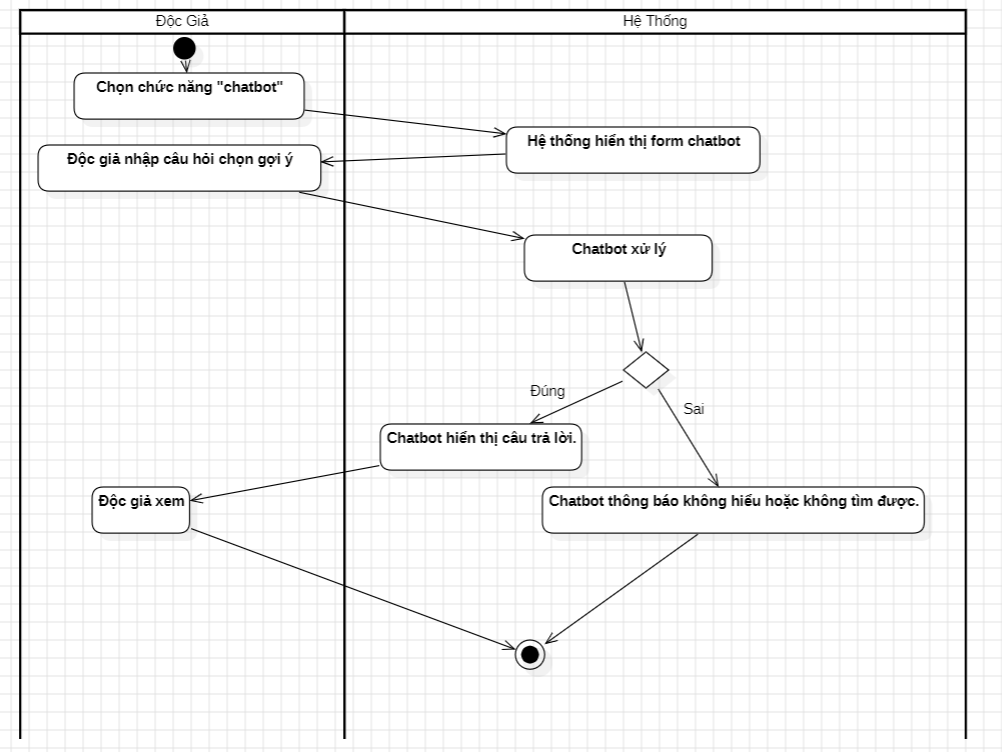 Độc Giả
Hệ Thống
Chọn chức năng "chatbot"
Hệ thống hiển thị form chatbot
Độc giả nhập câu hỏi chọn gợi ý
Chatbot xử lý
Đúng
Sai
Chatbot hiển thị câu trả lời.
Độc giả xem
Chatbot thông báo không hiểu hoặc không tìm được.